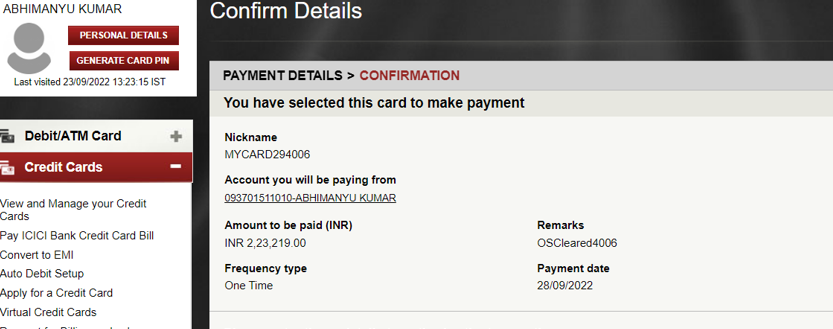 ABHIMANYU KUMAR
PERSONAL DETAILS
GENERATE CARD PIN
Last visited 23/09/2022 13:23:15 IST
Debit/ATM Card
Credit Cards
View and Manage your Credit
Cards
Pay ICICI Bank Credit Card Bill
Convert to EMI
Auto Debit Setup
Apply for a Credit Card
Virtual Credit Cards
Confirm Details
PAYMENT DETAILS > CONFIRMATION
You have selected this card to make payment
Nickname
MYCARD294006
Account you will be paying from
093701511010-ABHIMANYU KUMAR
Amount to be paid (INR)
INR 2,23,219.00
Remarks
OSCleared4006
Frequency type
One Time
Payment date
28/09/2022